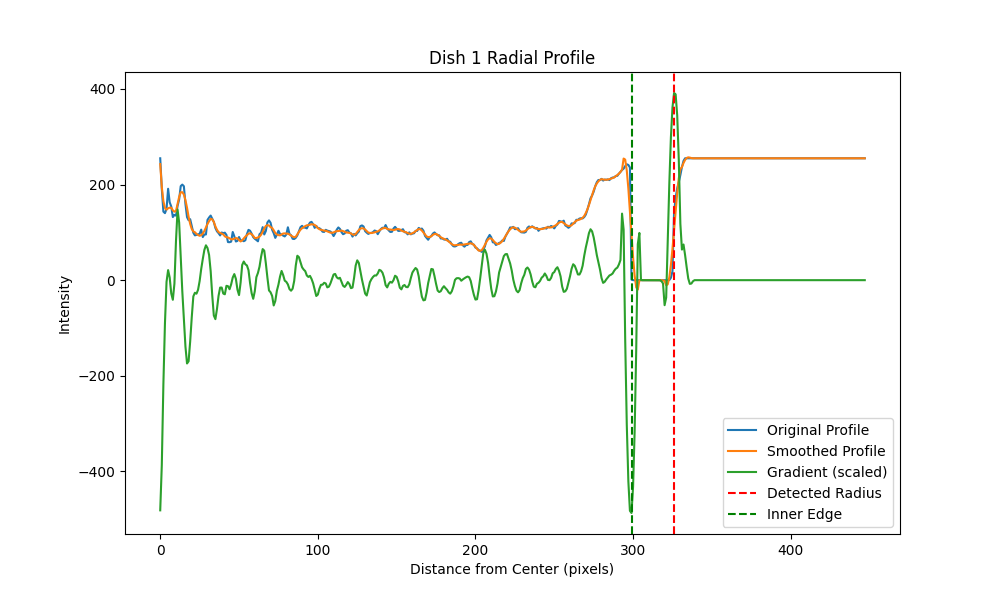 Dish 1 Radial Profile
400
200
0
−200
−400
Intensity
0 100 200 300 400
Distance from Center (pixels)
Original Profile
Smoothed Profile
Gradient (scaled)
Detected Radius
Inner Edge